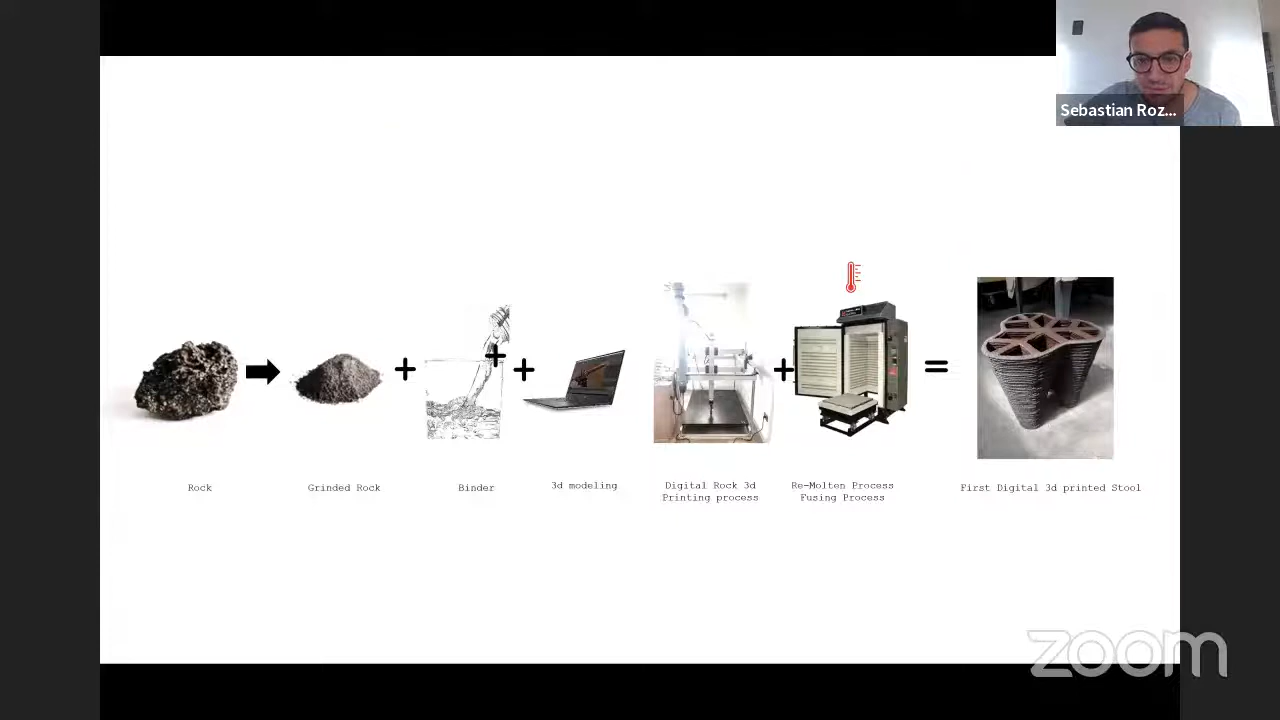 Sebastian Roz...
Rock
Grinded Rock
Binder
3d modeling
Digital Rock 3d
Printing process
Re-Molten Process
Fusing Process
First Digital 3d printed Stool
zoom